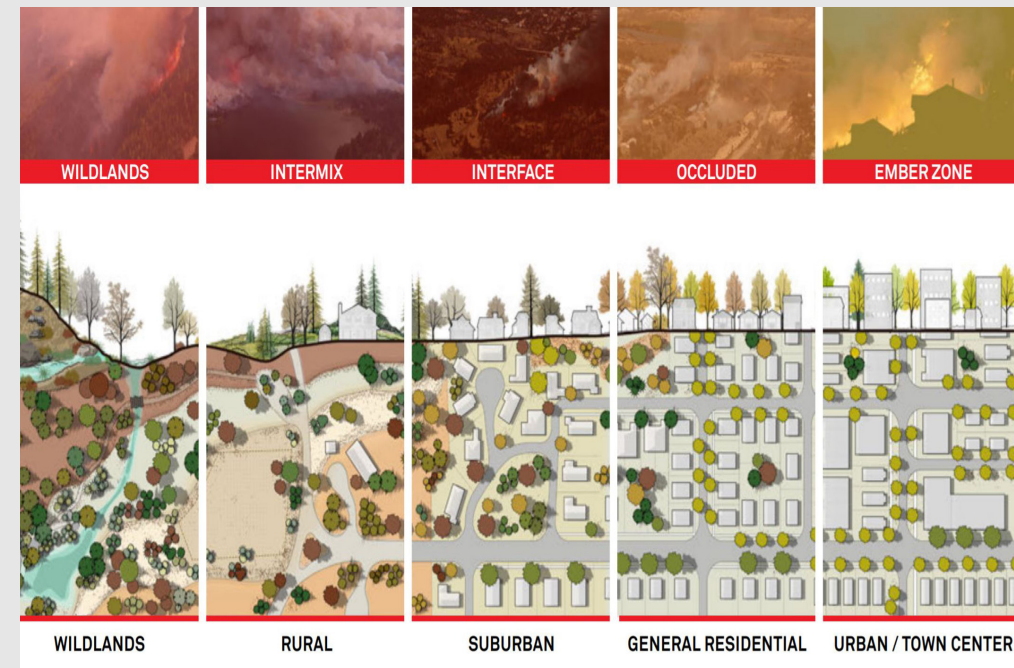 WILDLANDS
INTERMIX
INTERFACE
OCCLUDED
EMBER ZONE
WILDLANDS
RURAL
SUBURBAN
GENERAL RESIDENTIAL
URBAN / TOWN CENTER